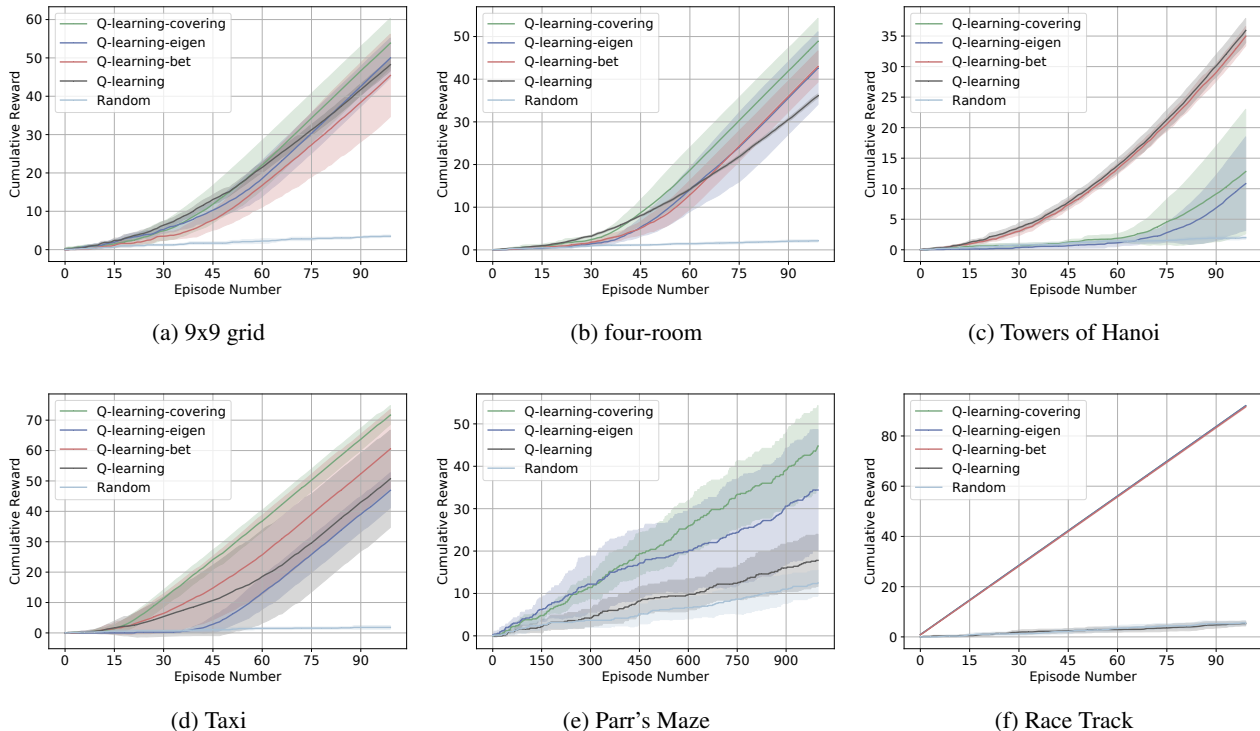 60
50
40
30
20
10
0
Cumulative Reward
Q-learning-covering
Q-learning-eigen
Q-learning-bet
Q-learning
Random
0 15 30 45 60 75 90
Episode Number
(a) 9x9 grid
50
40
30
20
10
0
Cumulative Reward
Q-learning-covering
Q-learning-eigen
Q-learning-bet
Q-learning
Random
0 15 30 45 60 75 90
Episode Number
(b) four-room
35
30
25
20
15
10
5
0
Cumulative Reward
Q-learning-covering
Q-learning-eigen
Q-learning-bet
Q-learning
Random
0 15 30 45 60 75 90
Episode Number
(c) Towers of Hanoi
70
60
50
40
30
20
10
0
Cumulative Reward
Q-learning-covering
Q-learning-eigen
Q-learning-bet
Q-learning
Random
0 15 30 45 60 75 90
Episode Number
(d) Taxi
50
40
30
20
10
0
Cumulative Reward
Q-learning-covering
Q-learning-eigen
Q-learning
Random
0 150 300 450 600 750 900
Episode Number
(e) Parr's Maze
80
60
40
20
0
Cumulative Reward
Q-learning-covering
Q-learning-eigen
Q-learning-bet
Q-learning
Random
0 15 30 45 60 75 90
Episode Number
(f) Race Track